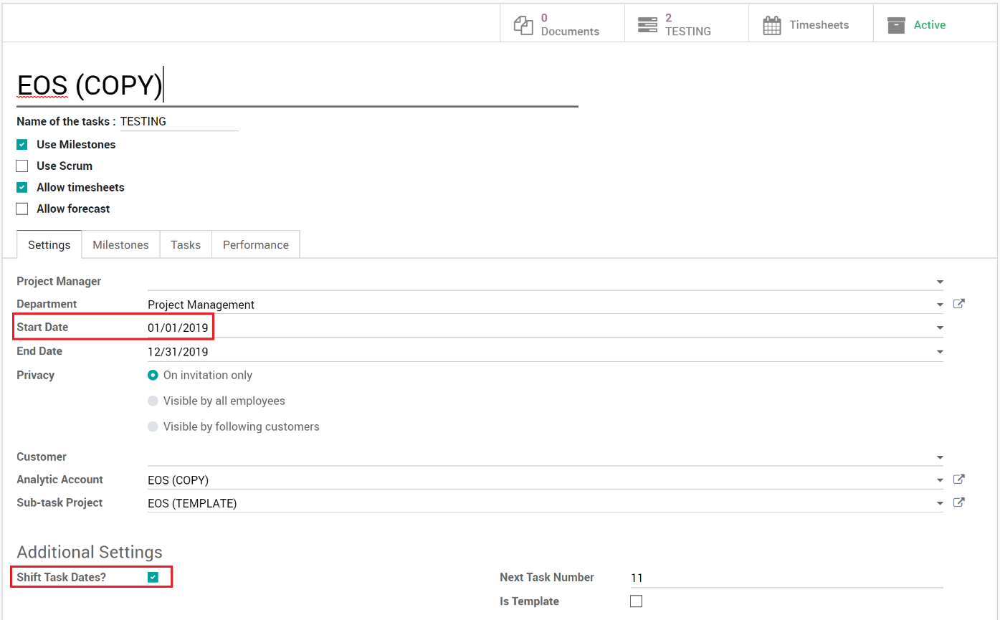 0
Documents
2
TESTING
Timesheets
Active
EOS (COPY)
Name of the tasks : TESTING
Use Milestones
Use Scrum
Allow timesheets
Allow forecast
Settings Milestones Tasks Performance
Project Manager
Department Project Management
Start Date 01/01/2019
End Date 12/31/2019
Privacy On invitation only
Visible by all employees
Visible by following customers
Customer
Analytic Account EOS (COPY)
Sub-task Project EOS (TEMPLATE)
Additional Settings
Shift Task Dates? Next Task Number 11
Is Template